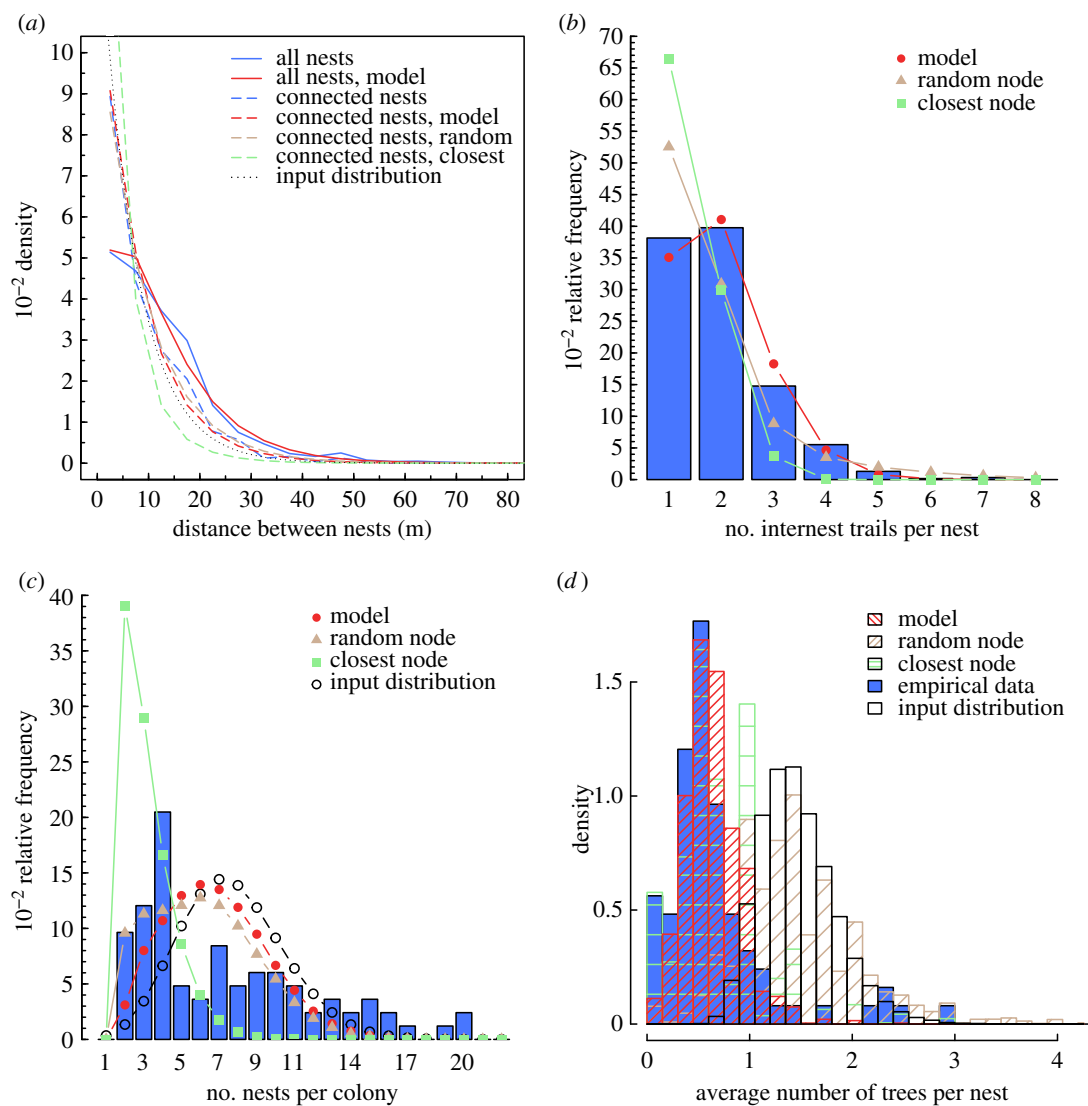 (a)
10
9
8
7
6
5
4
3
2
1
0
10⁻² density
all nests
all nests, model
connected nests
connected nests, model
connected nests, random
connected nests, closest
input distribution
0 10 20 30 40 50 60 70 80
distance between nests (m)
(b)
70
65
60
55
50
45
40
35
30
25
20
15
10
5
0
10⁻² relative frequency
model
random node
closest node
1 2 3 4 5 6 7 8
no. internest trails per nest
(c)
40
35
30
25
20
15
10
5
0
10⁻² relative frequency
model
random node
closest node
input distribution
1 3 5 7 9 11 14 17 20
no. nests per colony
(d)
1.5
1.0
0.5
0
density
model
random node
closest node
empirical data
input distribution
0 1 2 3 4
average number of trees per nest